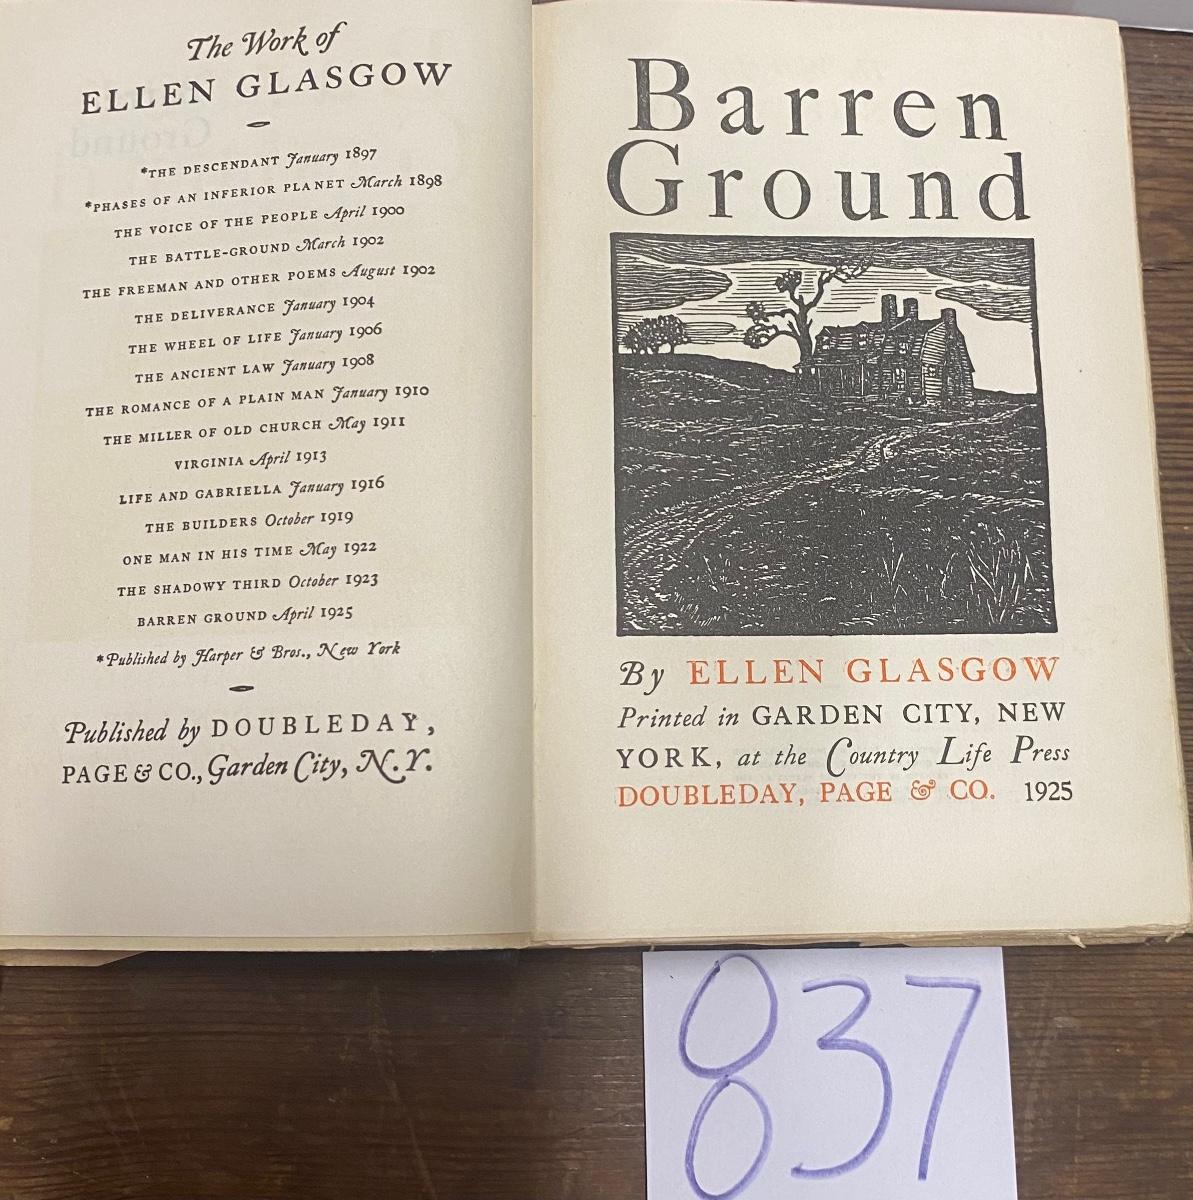 The Work of
ELLEN GLASGOW
*THE DESCENDANT January 1897
*PHASES OF AN INFERIOR PLANET March 1898
THE VOICE OF THE PEOPLE April 1900
THE BATTLE-GROUND March 1902
THE FREEMAN AND OTHER POEMS August 1902
THE DELIVERANCE January 1904
THE WHEEL OF LIFE January 1906
THE ANCIENT LAW January 1908
THE ROMANCE OF A PLAIN MAN January 1910
THE MILLER OF OLD CHURCH May 1911
VIRGINIA April 1913
LIFE AND GABRIELLA January 1916
THE BUILDERS October 1919
ONE MAN IN HIS TIME May 1922
THE SHADOWY THIRD October 1923
BARREN GROUND April 1925
*Published by Harper & Bros., New York
Published by DOUBLEDAY,
PAGE & CO., Garden City, N.Y.
Barren
Ground
By ELLEN GLASGOW
Printed in GARDEN CITY, NEW
YORK, at the Country Life Press
DOUBLEDAY, PAGE & CO. 1925
837